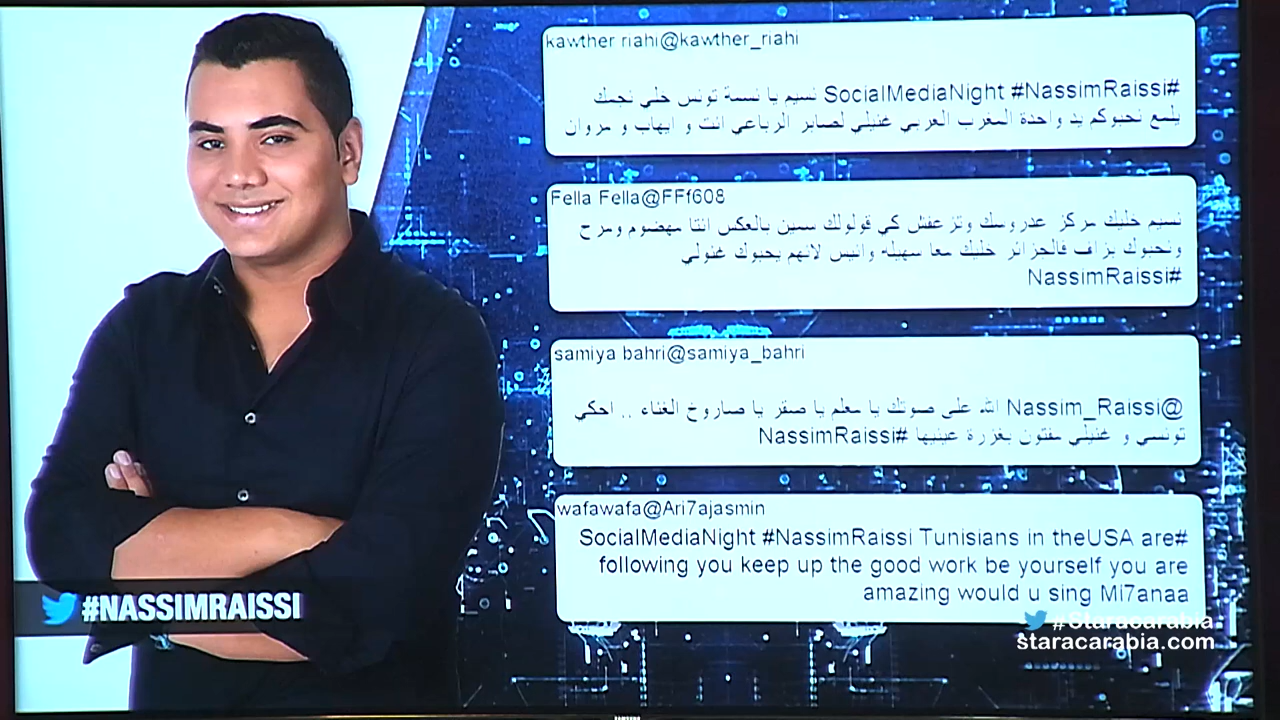 kawther riahi@kawther_riahi
#SocialMediaNight #NassimRaissi نسيم يا نسمة تونس خلي نجمك
يلمع نحبوكم يد واحدة المغرب العربي غنيلي لصابر الرباعي انت و ايهاب و مروان
Fella Fella@FFf608
نسيم خليك مركز عدروسك وتزعفش كي قولولك سمين بالعكس انتا مهضوم ومرح
ونحبوك بزاف فالجزائر خليك معا سهيله وانيس لانهم يحبوك غنولي
#NassimRaissi
samiya bahri@samiya_bahri
@Nassim_Raissi الله على صوتك يا معلم يا صقر يا صاروخ الغناء .. احكي
تونسي و غنيلي مفتون بغزرة عينيها #NassimRaissi
wafawafa@Ari7ajasmin
#SocialMediaNight #NassimRaissi Tunisians in theUSA are
following you keep up the good work be yourself you are
amazing would u sing Mi7anaa
#NASSIMRAISSI
#Staracarabia
staracarabia.com
SAMSUNG